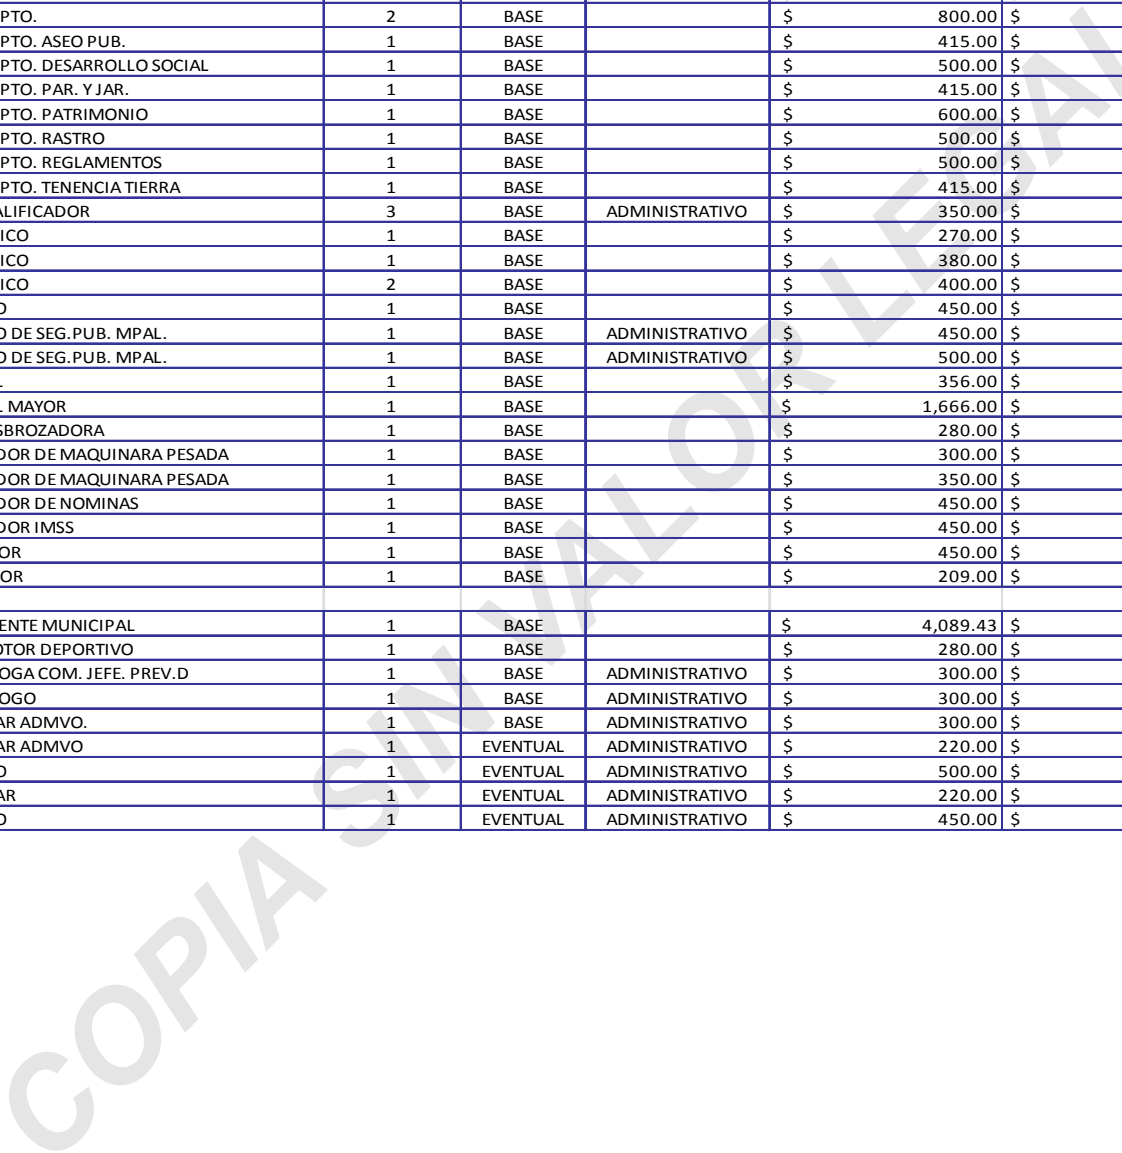 PTO. 2 BASE $ 800.00 $
PTO. ASEO PUB. 1 BASE $ 415.00 $
PTO. DESARROLLO SOCIAL 1 BASE $ 500.00 $
PTO. PAR. Y JAR. 1 BASE $ 415.00 $
PTO. PATRIMONIO 1 BASE $ 600.00 $
PTO. RASTRO 1 BASE $ 500.00 $
PTO. REGLAMENTOS 1 BASE $ 500.00 $
PTO. TENENCIA TIERRA 1 BASE $ 415.00 $
ALIFICADOR 3 BASE ADMINISTRATIVO $ 350.00 $
ICO 1 BASE $ 270.00 $
ICO 1 BASE $ 380.00 $
ICO 2 BASE $ 400.00 $
O 1 BASE $ 450.00 $
O DE SEG.PUB. MPAL. 1 BASE ADMINISTRATIVO $ 450.00 $
O DE SEG.PUB. MPAL. 1 BASE ADMINISTRATIVO $ 500.00 $
L 1 BASE $ 356.00 $
L MAYOR 1 BASE $ 1,666.00 $
SBROZADORA 1 BASE $ 280.00 $
DOR DE MAQUINARA PESADA 1 BASE $ 300.00 $
DOR DE MAQUINARA PESADA 1 BASE $ 350.00 $
DOR DE NOMINAS 1 BASE $ 450.00 $
DOR IMSS 1 BASE $ 450.00 $
OR 1 BASE $ 450.00 $
OR 1 BASE $ 209.00 $
ENTE MUNICIPAL 1 BASE $ 4,089.43 $
OTOR DEPORTIVO 1 BASE $ 280.00 $
OGA COM. JEFE. PREV.D 1 BASE ADMINISTRATIVO $ 300.00 $
OGO 1 BASE ADMINISTRATIVO $ 300.00 $
AR ADMVO. 1 BASE ADMINISTRATIVO $ 300.00 $
AR ADMVO 1 EVENTUAL ADMINISTRATIVO $ 220.00 $
O 1 EVENTUAL ADMINISTRATIVO $ 500.00 $
AR 1 EVENTUAL ADMINISTRATIVO $ 220.00 $
O 1 EVENTUAL ADMINISTRATIVO $ 450.00 $
COPIA SIN VALOR LEGAL